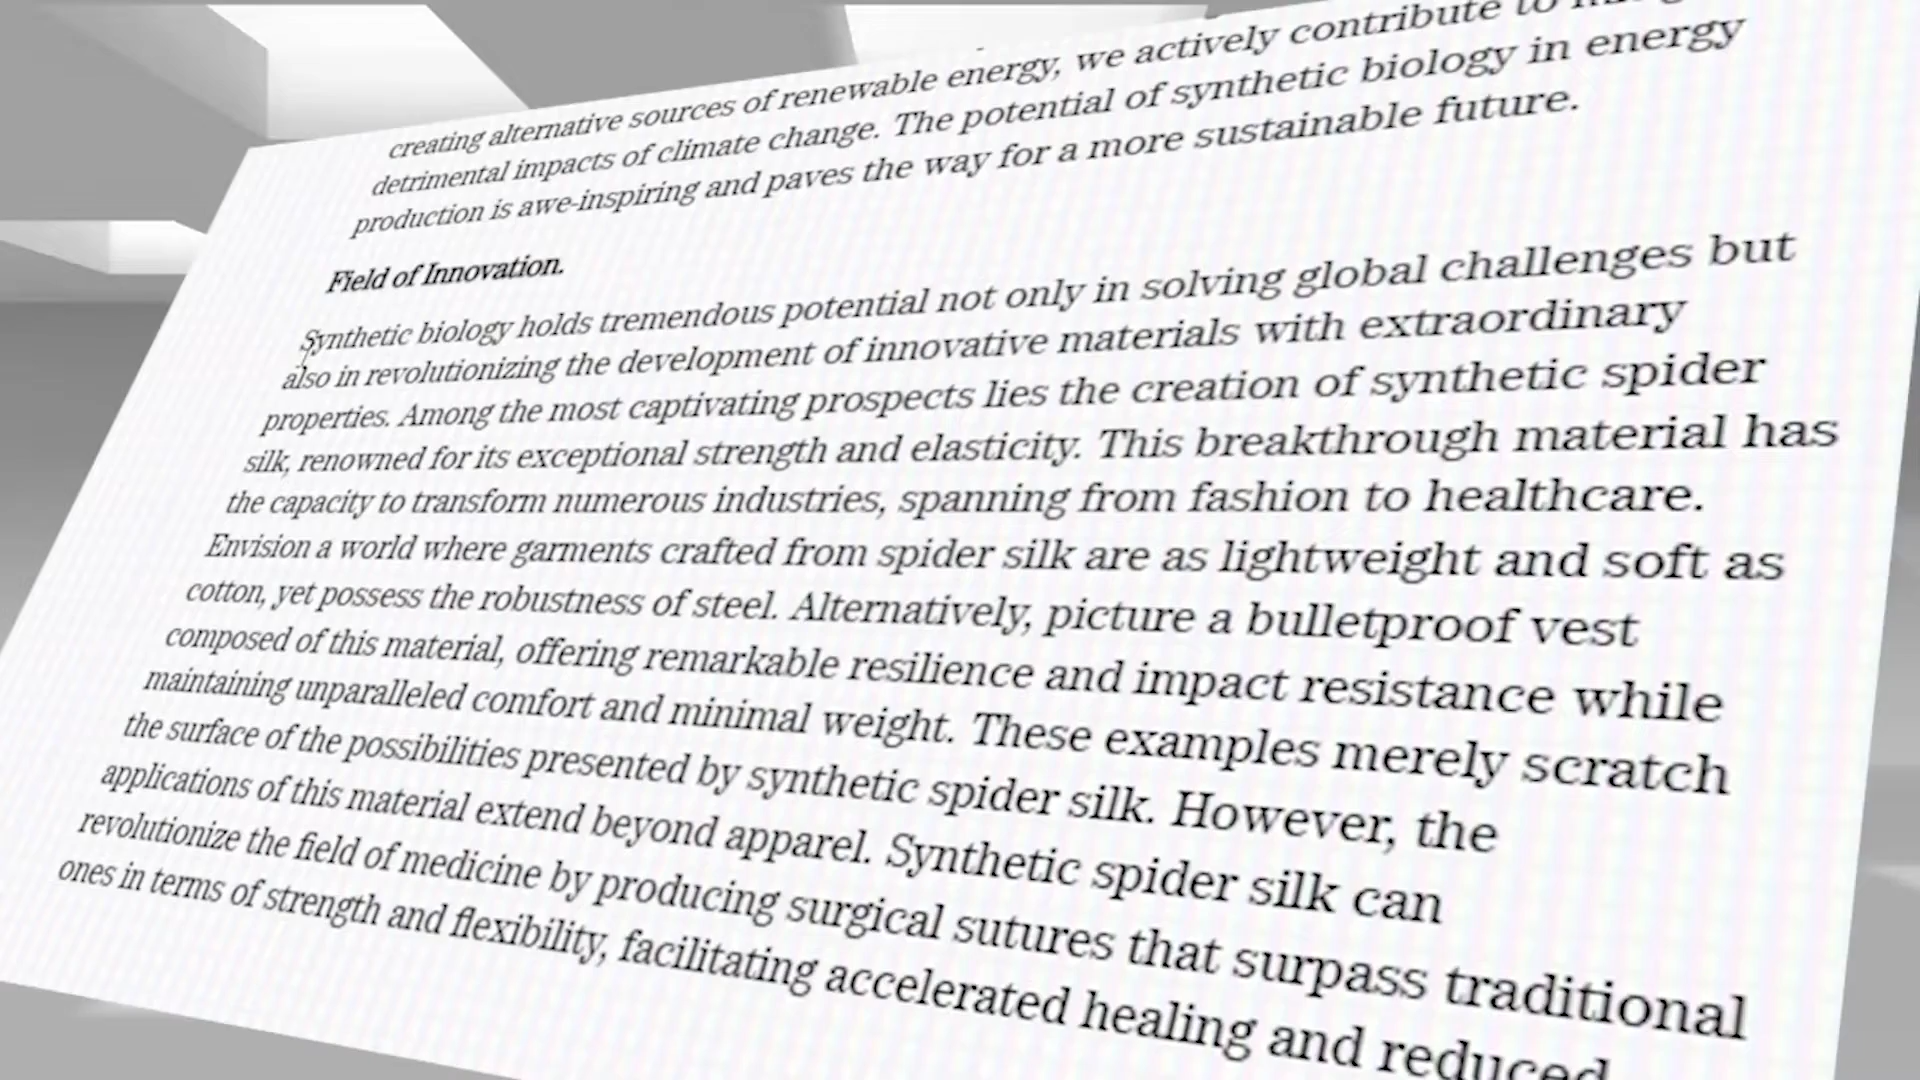 creating alternative sources of renewable energy, we actively contribute to
detrimental impacts of climate change. The potential of synthetic biology in energy
production is awe-inspiring and paves the way for a more sustainable future.
Field of Innovation.
Synthetic biology holds tremendous potential not only in solving global challenges but
also in revolutionizing the development of innovative materials with extraordinary
properties. Among the most captivating prospects lies the creation of synthetic spider
silk, renowned for its exceptional strength and elasticity. This breakthrough material has
the capacity to transform numerous industries, spanning from fashion to healthcare.
Envision a world where garments crafted from spider silk are as lightweight and soft as
cotton, yet possess the robustness of steel. Alternatively, picture a bulletproof vest
composed of this material, offering remarkable resilience and impact resistance while
maintaining unparalleled comfort and minimal weight. These examples merely scratch
the surface of the possibilities presented by synthetic spider silk. However, the
applications of this material extend beyond apparel. Synthetic spider silk can
revolutionize the field of medicine by producing surgical sutures that surpass traditional
ones in terms of strength and flexibility, facilitating accelerated healing and reduced